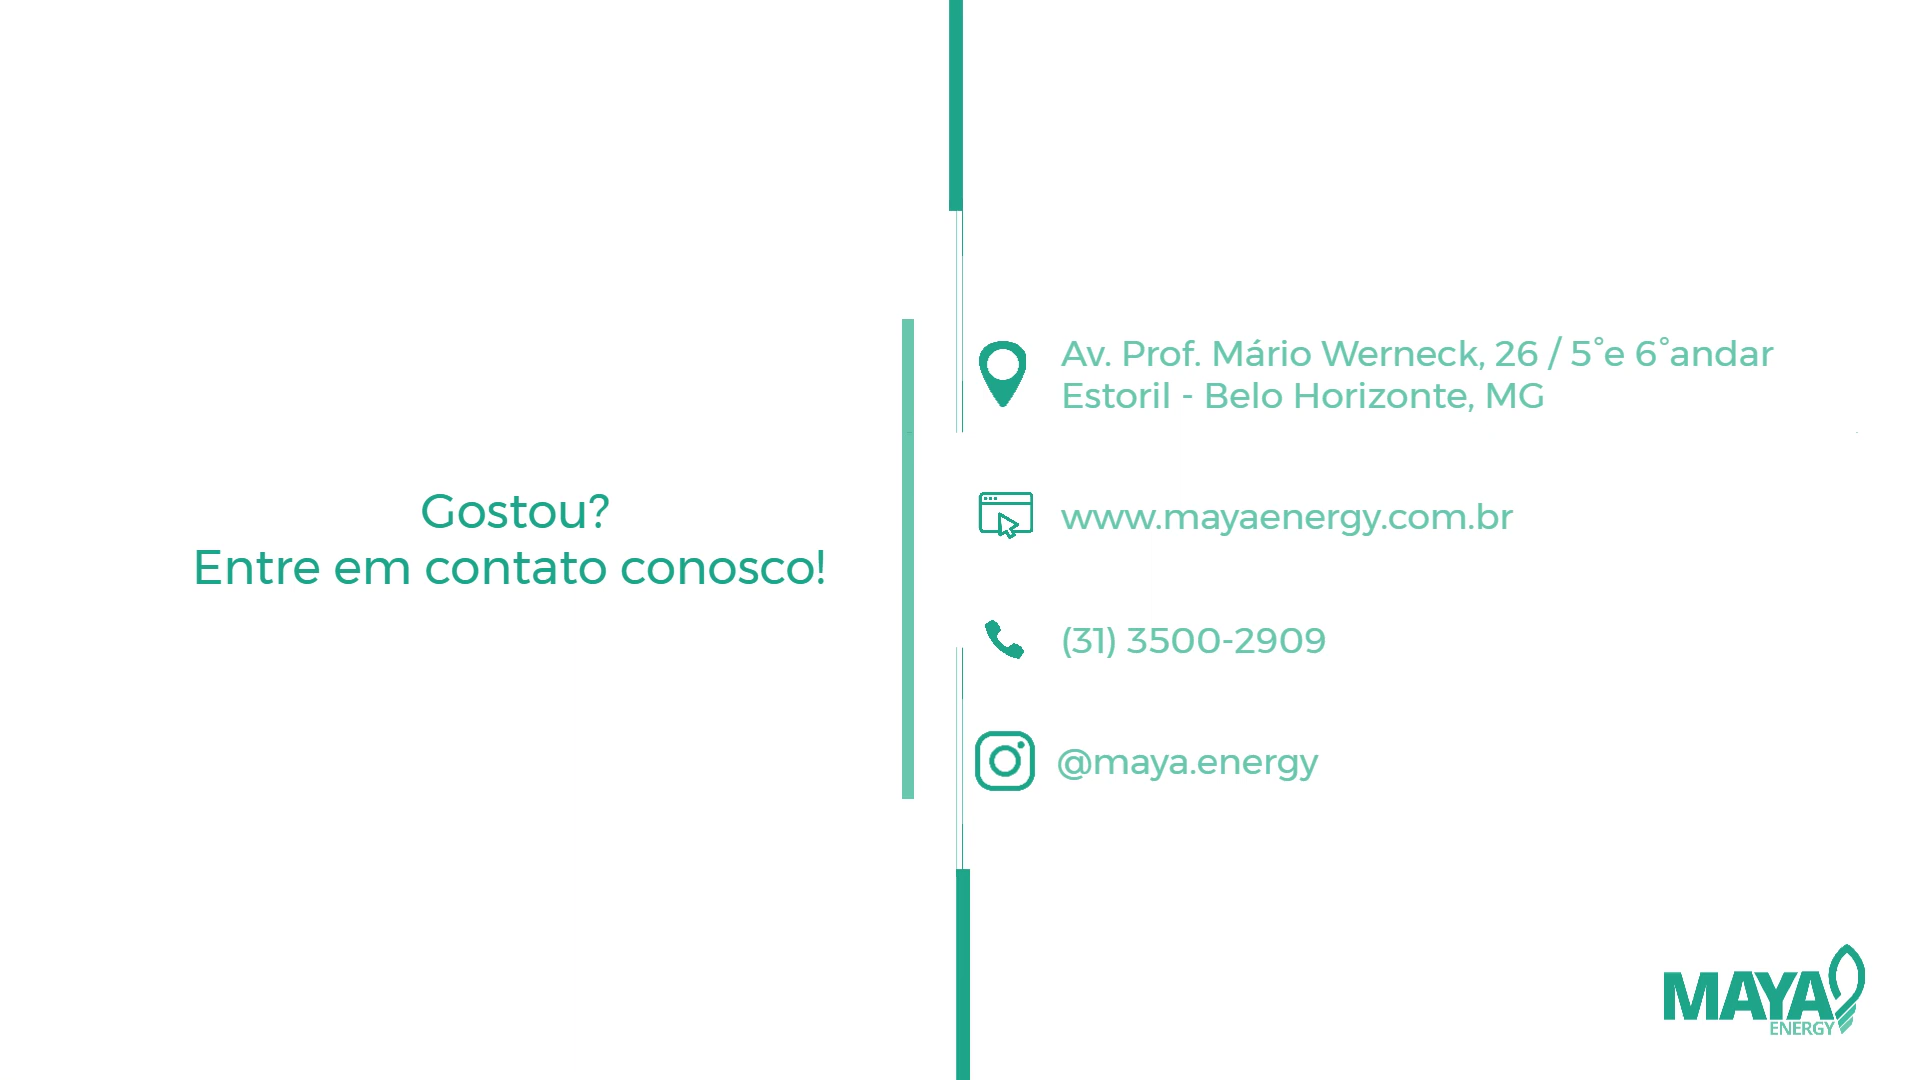 Gostou?
Entre em contato conosco!
Av. Prof. Mário Werneck, 26 / 5°e 6°andar
Estoril - Belo Horizonte, MG
www.mayaenergy.com.br
(31) 3500-2909
@maya.energy
MAYA
ENERGY